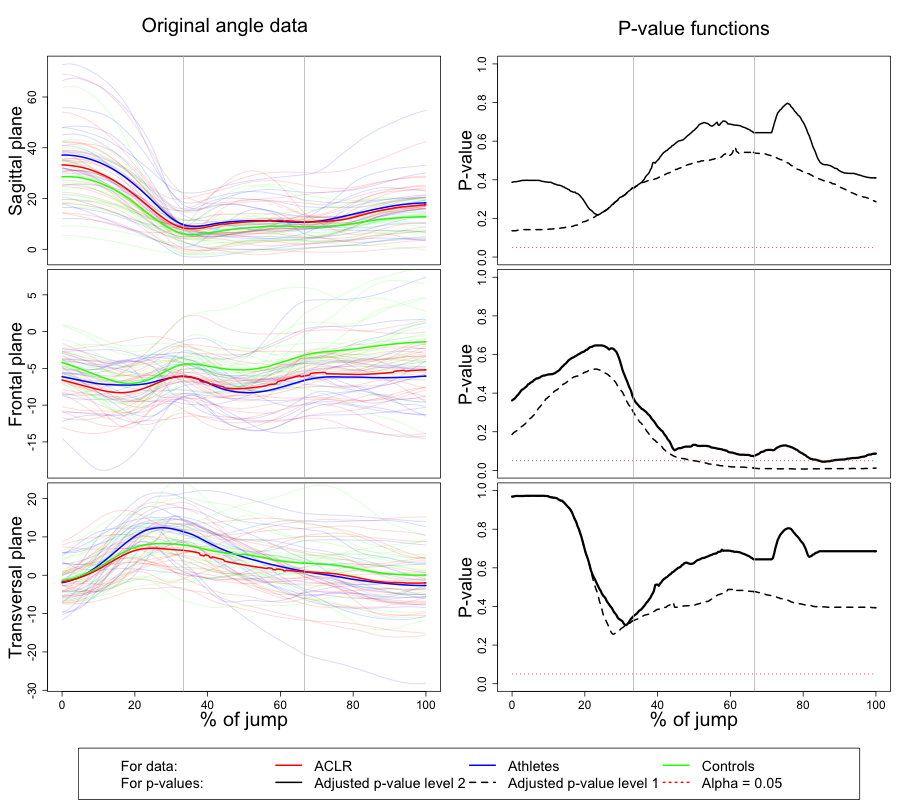 Original angle data
P-value functions
Sagittal plane
0 20 40 60
P-value
0.0 0.2 0.4 0.6 0.8 1.0
Frontal plane
-15 -10 -5 0 5
P-value
0.0 0.2 0.4 0.6 0.8 1.0
Transversal plane
-30 -20 -10 0 10 20
P-value
0.0 0.2 0.4 0.6 0.8 1.0
0 20 40 60 80 100
% of jump
0 20 40 60 80 100
% of jump
For data: ACLR Athletes Controls
For p-values: Adjusted p-value level 2 Adjusted p-value level 1 Alpha = 0.05